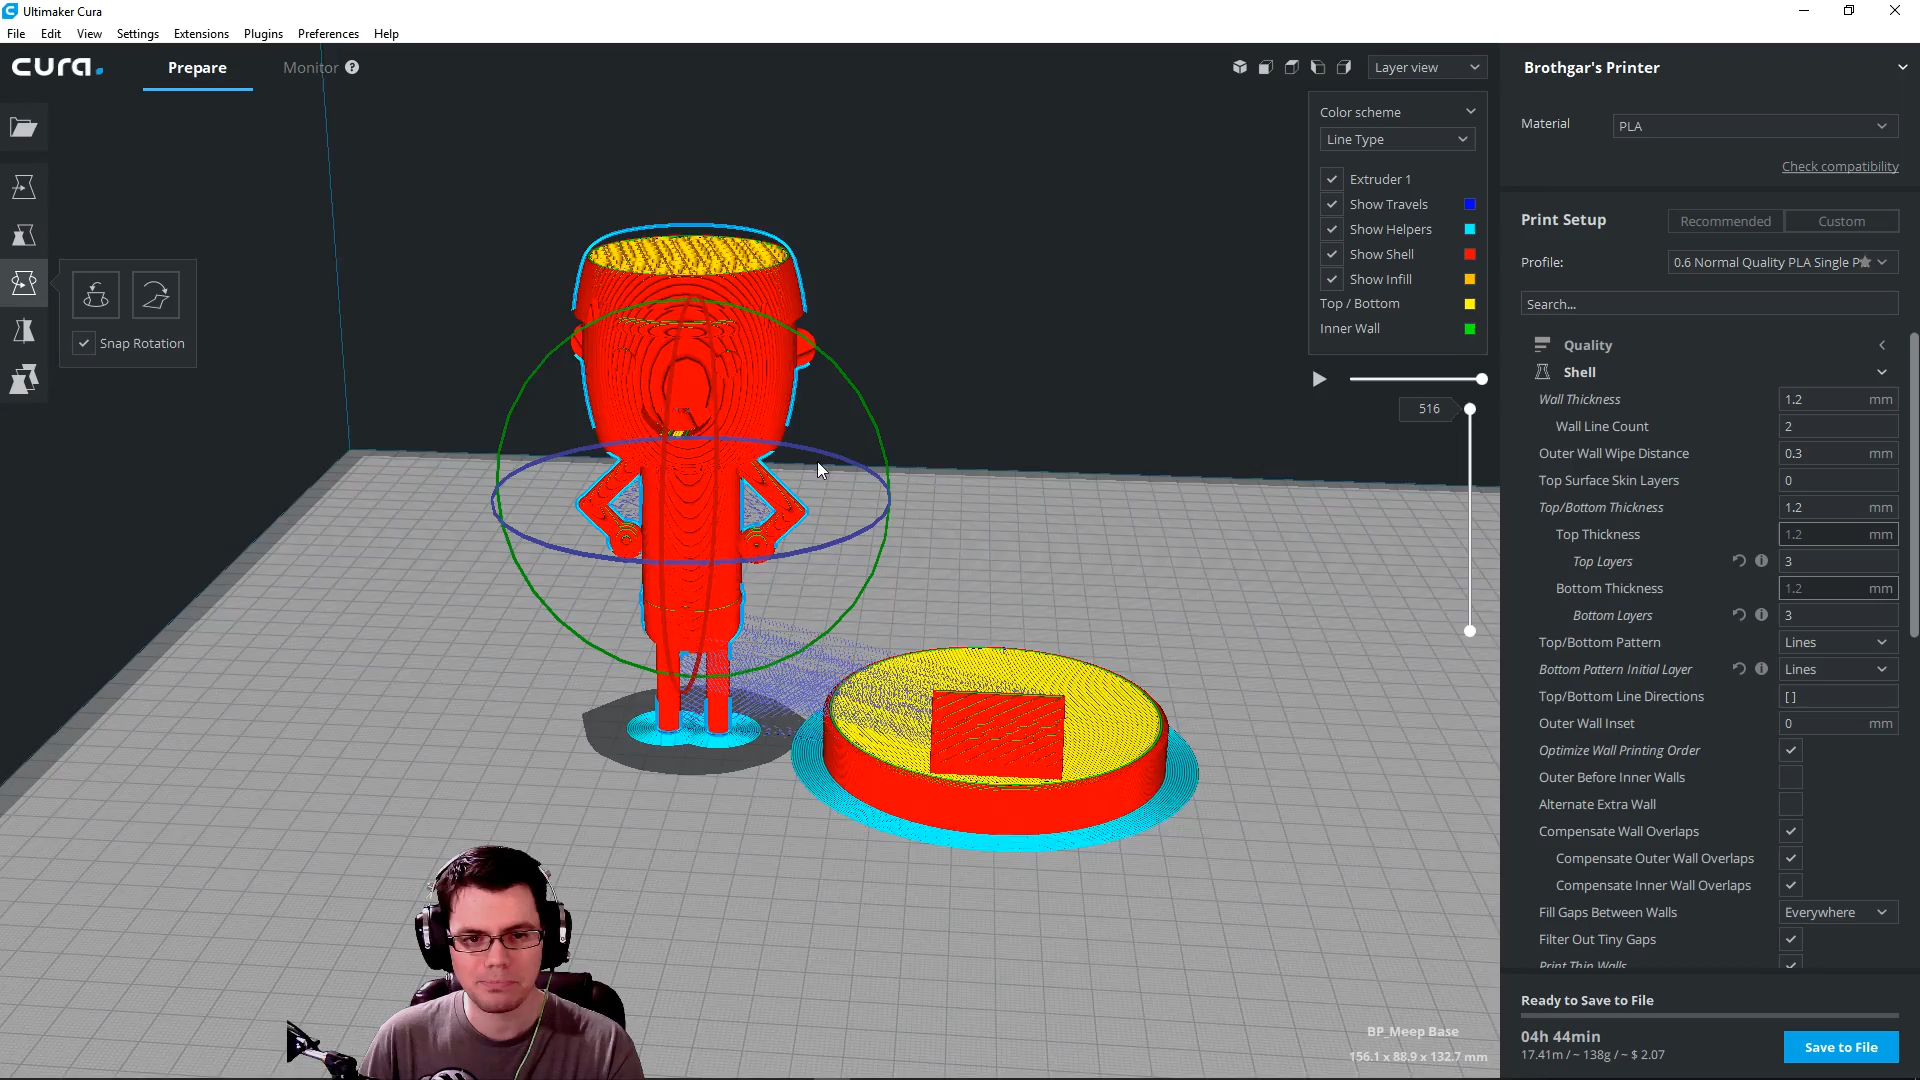 Ultimaker Cura
File Edit View Settings Extensions Plugins Preferences Help
cura.
Prepare
Monitor ?
Layer view
Brothgar's Printer
Color scheme
Line Type
Extruder 1
Show Travels
Show Helpers
Show Shell
Show Infill
Top / Bottom
Inner Wall
516
Snap Rotation
Material PLA
Check compatibility
Print Setup Recommended Custom
Profile: 0.6 Normal Quality PLA Single P
Search...
Quality
Shell
Wall Thickness 1.2 mm
Wall Line Count 2
Outer Wall Wipe Distance 0.3 mm
Top Surface Skin Layers 0
Top/Bottom Thickness 1.2 mm
Top Thickness 1.2 mm
Top Layers 3
Bottom Thickness 1.2 mm
Bottom Layers 3
Top/Bottom Pattern Lines
Bottom Pattern Initial Layer Lines
Top/Bottom Line Directions [ ]
Outer Wall Inset 0 mm
Optimize Wall Printing Order
Outer Before Inner Walls
Alternate Extra Wall
Compensate Wall Overlaps
Compensate Outer Wall Overlaps
Compensate Inner Wall Overlaps
Fill Gaps Between Walls Everywhere
Filter Out Tiny Gaps
Print Thin Walls
BP_Meep Base
156.1 x 88.9 x 132.7 mm
Ready to Save to File
04h 44min
17.41m / ~ 138g / ~ $ 2.07
Save to File